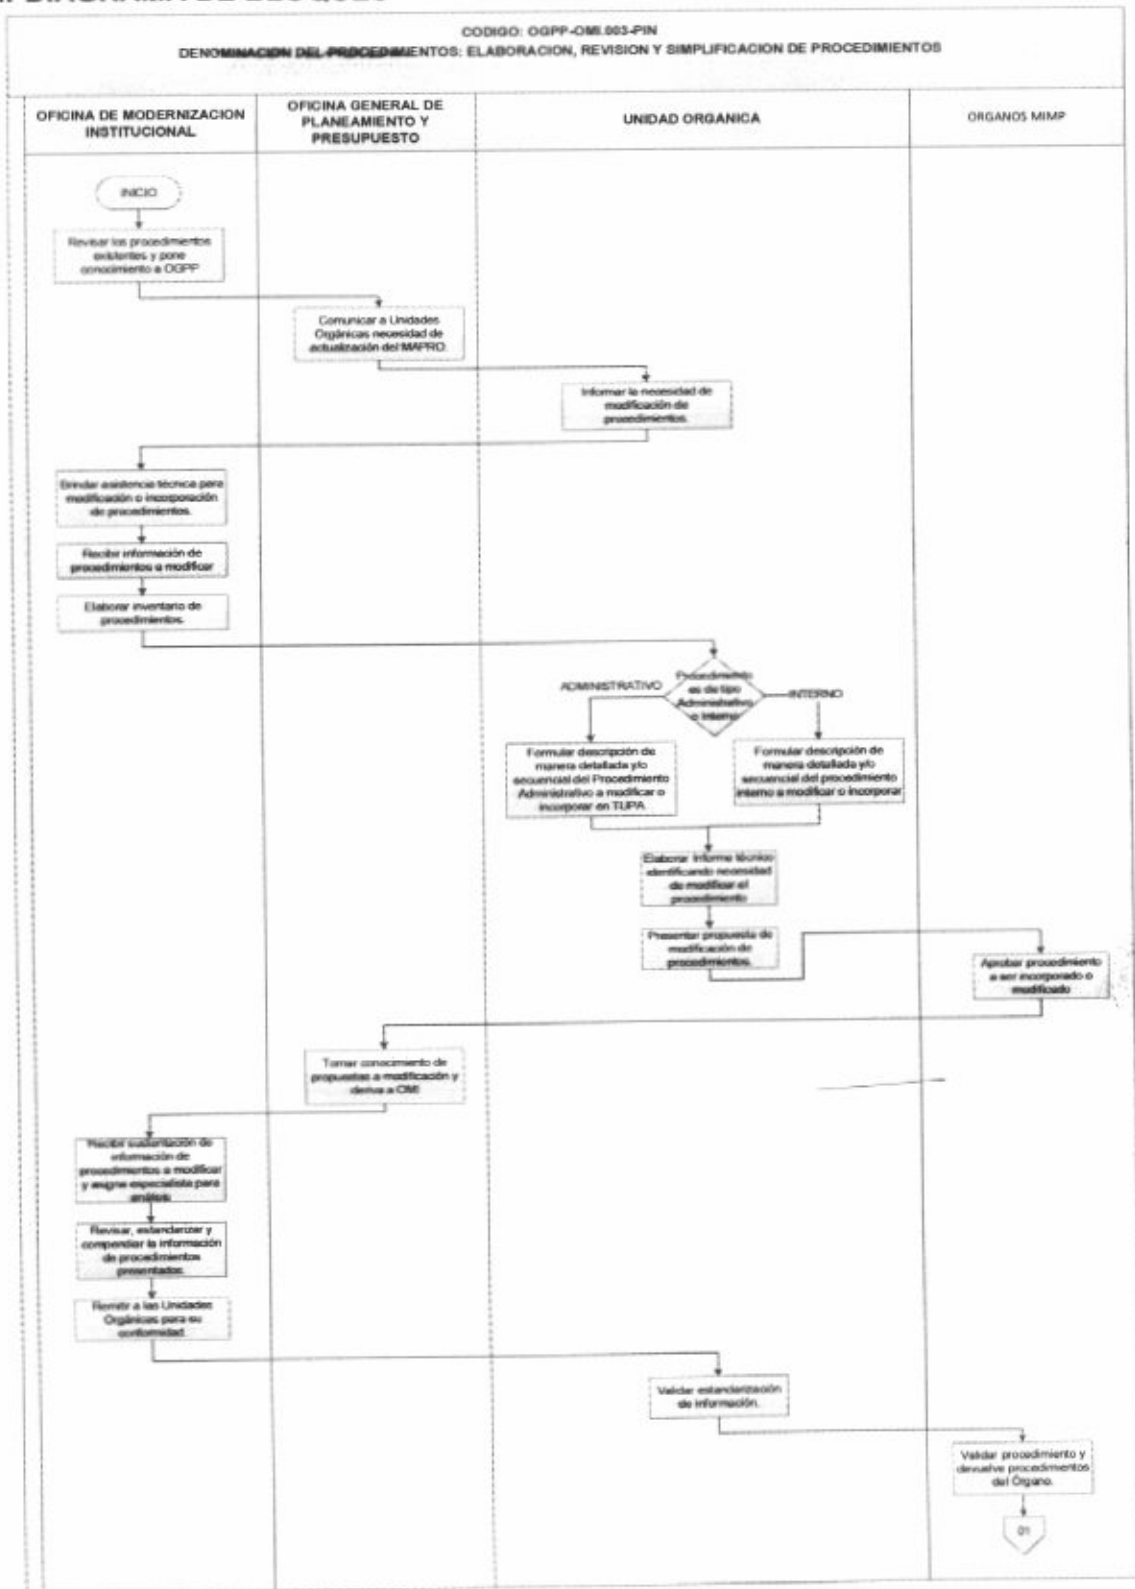 CODIGO: OGPP-OMI.003-PIN
DENOMINACION DEL PROCEDIMIENTOS: ELABORACION, REVISION Y SIMPLIFICACION DE PROCEDIMIENTOS
OFICINA DE MODERNIZACION
INSTITUCIONAL
OFICINA GENERAL DE
PLANEAMIENTO Y
PRESUPUESTO
UNIDAD ORGANICA
ORGANOS MIMP
INICIO
Revisar los procedimientos
existentes y pone
conocimiento a OGPP
Comunicar a Unidades
Orgánicas necesidad de
actualización del MAPRO.
Informar la necesidad de
modificación de
procedimientos.
Brindar asistencia técnica para
modificación o incorporación
de procedimientos.
Recibir información de
procedimientos a modificar
Elaborar inventario de
procedimientos.
Procedimiento
es de tipo
Administrativo
o Interno
ADMINISTRATIVO
INTERNO
Formular descripción de
manera detallada y/o
secuencial del Procedimiento
Administrativo a modificar o
incorporar en TUPA
Formular descripción de
manera detallada y/o
secuencial del procedimiento
interno a modificar o incorporar
Elaborar informe técnico
identificando necesidad
de modificar el
procedimiento
Presentar propuesta de
modificación de
procedimientos.
Aprobar procedimiento
a ser incorporado o
modificado
Tomar conocimiento de
propuestas a modificación y
deriva a OMI
Recibir sustentación de
información de
procedimientos a modificar
y asigne especialista para
análisis
Revisar, estandarizar y
compendiar la información
de procedimientos
presentados.
Remitir a las Unidades
Orgánicas para su
conformidad.
Validar estandarización
de información.
Validar procedimiento y
devuelve procedimientos
del Órgano.
01